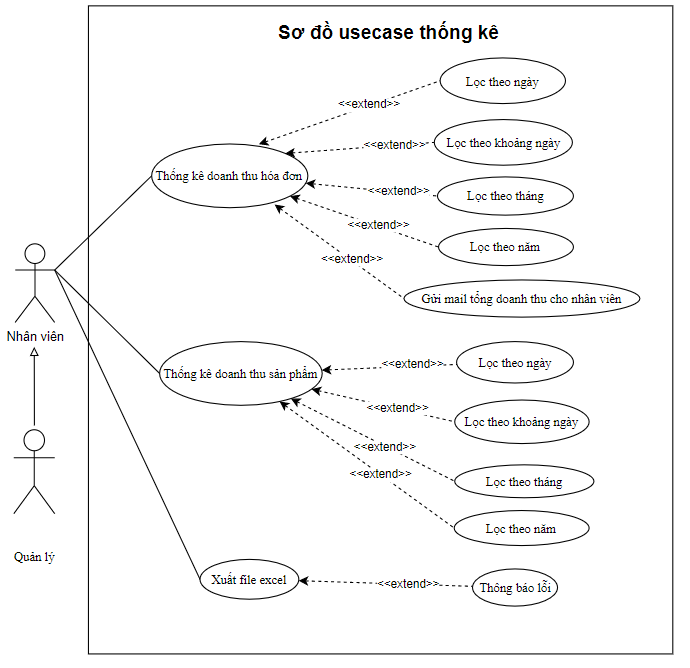 Sơ đồ usecase thống kê
Lọc theo ngày
<<extend>>
Lọc theo khoảng ngày
<<extend>>
Thống kê doanh thu hóa đơn
Lọc theo tháng
<<extend>>
<<extend>>
Lọc theo năm
<<extend>>
Gửi mail tổng doanh thu cho nhân viên
Nhân viên
Thống kê doanh thu sản phẩm
<<extend>>
Lọc theo ngày
<<extend>>
Lọc theo khoảng ngày
<<extend>>
Lọc theo tháng
<<extend>>
Lọc theo năm
Quản lý
Xuất file excel
<<extend>>
Thông báo lỗi